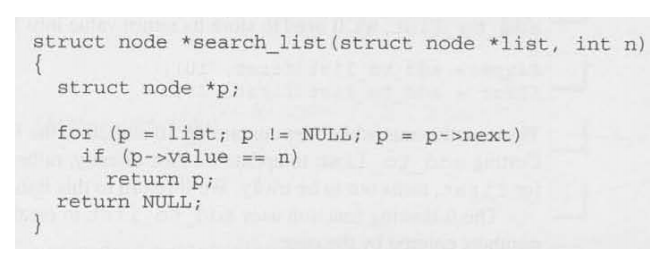 struct node *search_list(struct node *list, int n)
{
  struct node *p;

  for (p = list; p != NULL; p = p->next)
    if (p->value == n)
      return p;
  return NULL;
}